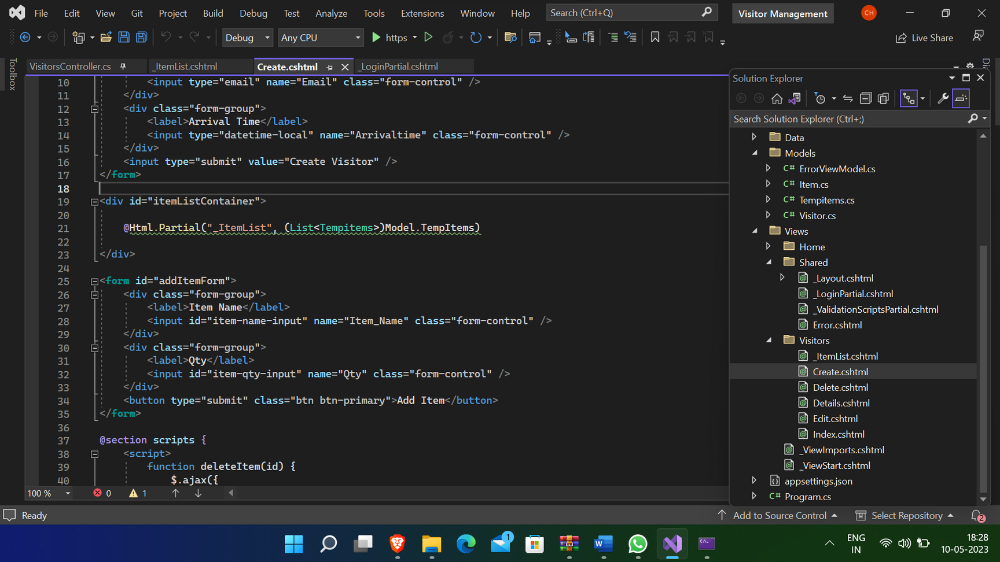 File Edit View Git Project Build Debug Test Analyze Tools Extensions Window Help Search (Ctrl+Q) Visitor Management CH
Debug Any CPU https Live Share
Toolbox
VisitorsController.cs _ItemList.cshtml Create.cshtml _LoginPartial.cshtml
10 <input type="email" name="Email" class="form-control" />
11 </div>
12 <div class="form-group">
13 <label>Arrival Time</label>
14 <input type="datetime-local" name="Arrivaltime" class="form-control" />
15 </div>
16 <input type="submit" value="Create Visitor" />
17 </form>
18
19 <div id="itemListContainer">
20
21 @Html.Partial("_ItemList", (List<Tempitems>)Model.TempItems)
22
23 </div>
24
25 <form id="addItemForm">
26 <div class="form-group">
27 <label>Item Name</label>
28 <input id="item-name-input" name="Item_Name" class="form-control" />
29 </div>
30 <div class="form-group">
31 <label>Qty</label>
32 <input id="item-qty-input" name="Qty" class="form-control" />
33 </div>
34 <button type="submit" class="btn btn-primary">Add Item</button>
35 </form>
36
37 @section scripts {
38 <script>
39 function deleteItem(id) {
40 $.ajax({
100 % 0 1
Solution Explorer
Search Solution Explorer (Ctrl+;)
Data
Models
C# ErrorViewModel.cs
C# Item.cs
C# Tempitems.cs
C# Visitor.cs
Views
Home
Shared
_Layout.cshtml
_LoginPartial.cshtml
_ValidationScriptsPartial.cshtml
Error.cshtml
Visitors
_ItemList.cshtml
Create.cshtml
Delete.cshtml
Details.cshtml
Edit.cshtml
Index.cshtml
_ViewImports.cshtml
_ViewStart.cshtml
appsettings.json
C# Program.cs
Ready Add to Source Control Select Repository 2
1
ENG
IN
18:28
10-05-2023